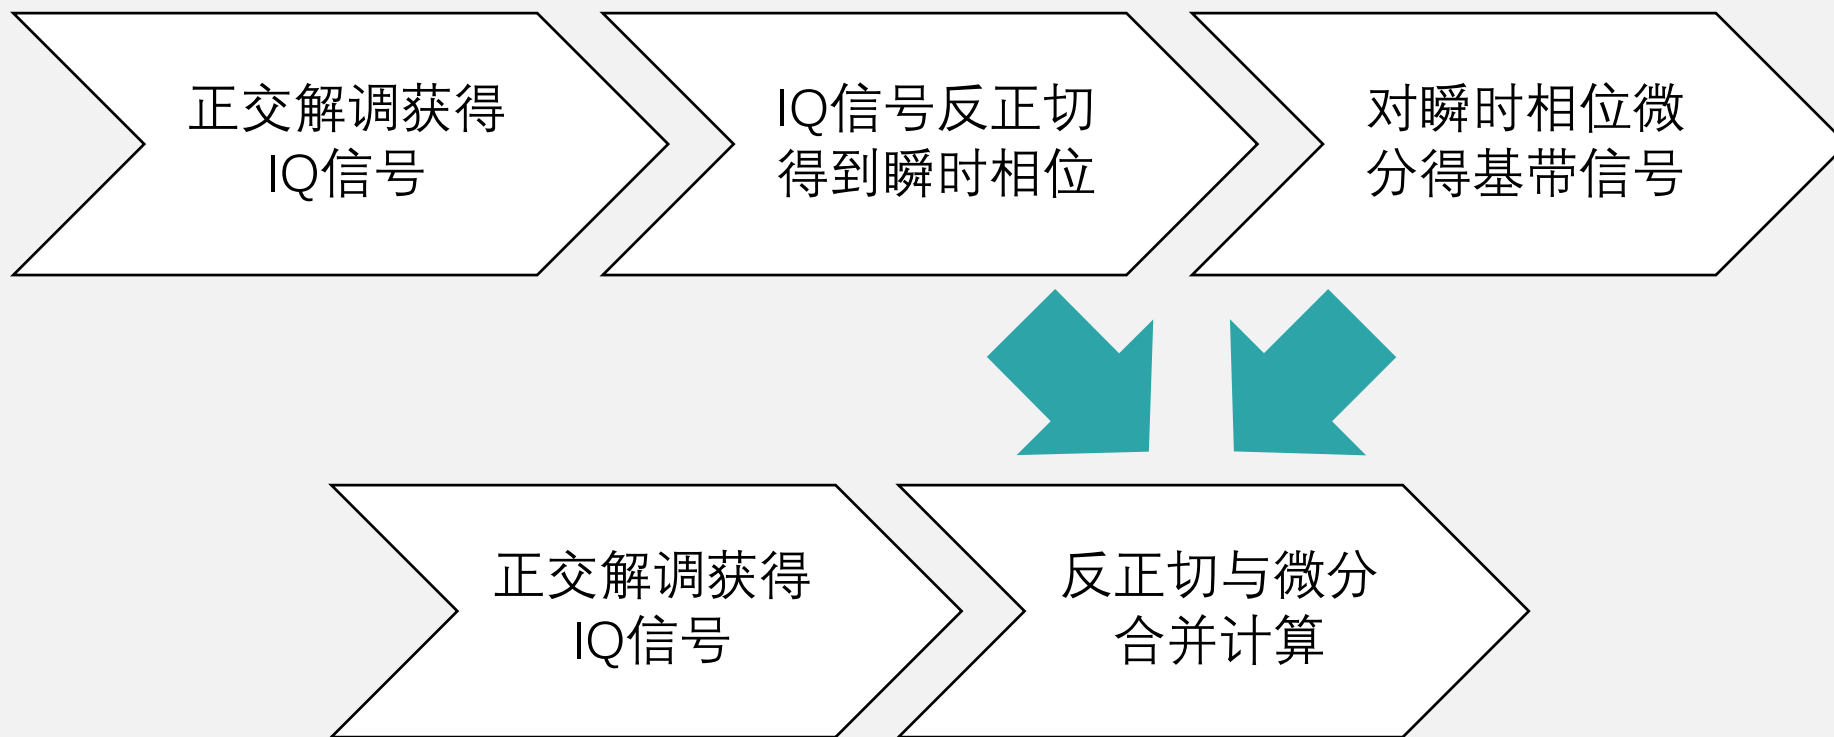 正交解调获得
IQ信号
IQ信号反正切
得到瞬时相位
对瞬时相位微
分得基带信号
正交解调获得
IQ信号
反正切与微分
合并计算